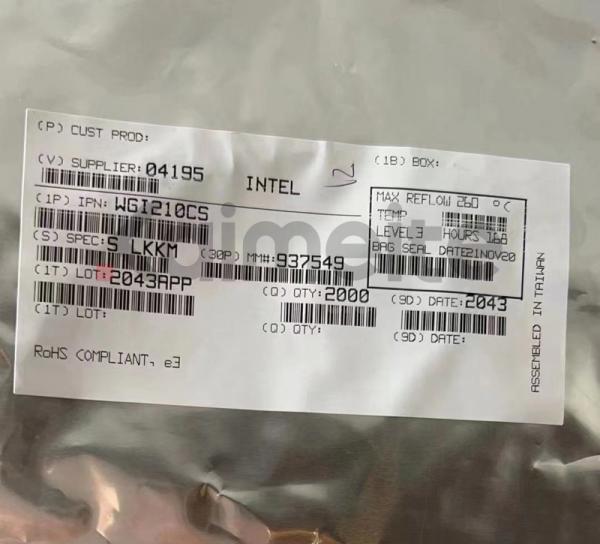 (P) CUST PROD:
(V) SUPPLIER: 04195
INTEL
(1B) BOX:
(1P) IPN: WGI210CS
(S) SPEC: S LKKM
(30P) MM#: 937549
(1T) LOT: 2043APP
(Q) QTY: 2000
(9D) DATE: 2043
(1T) LOT:
(Q) QTY:
(9D) DATE:
RoHS COMPLIANT, e3
MAX REFLOW 260 °C
TEMP
LEVEL 3 HOURS 168
BAG SEAL DATE21NOV20
ASSEMBLED IN TAIWAN